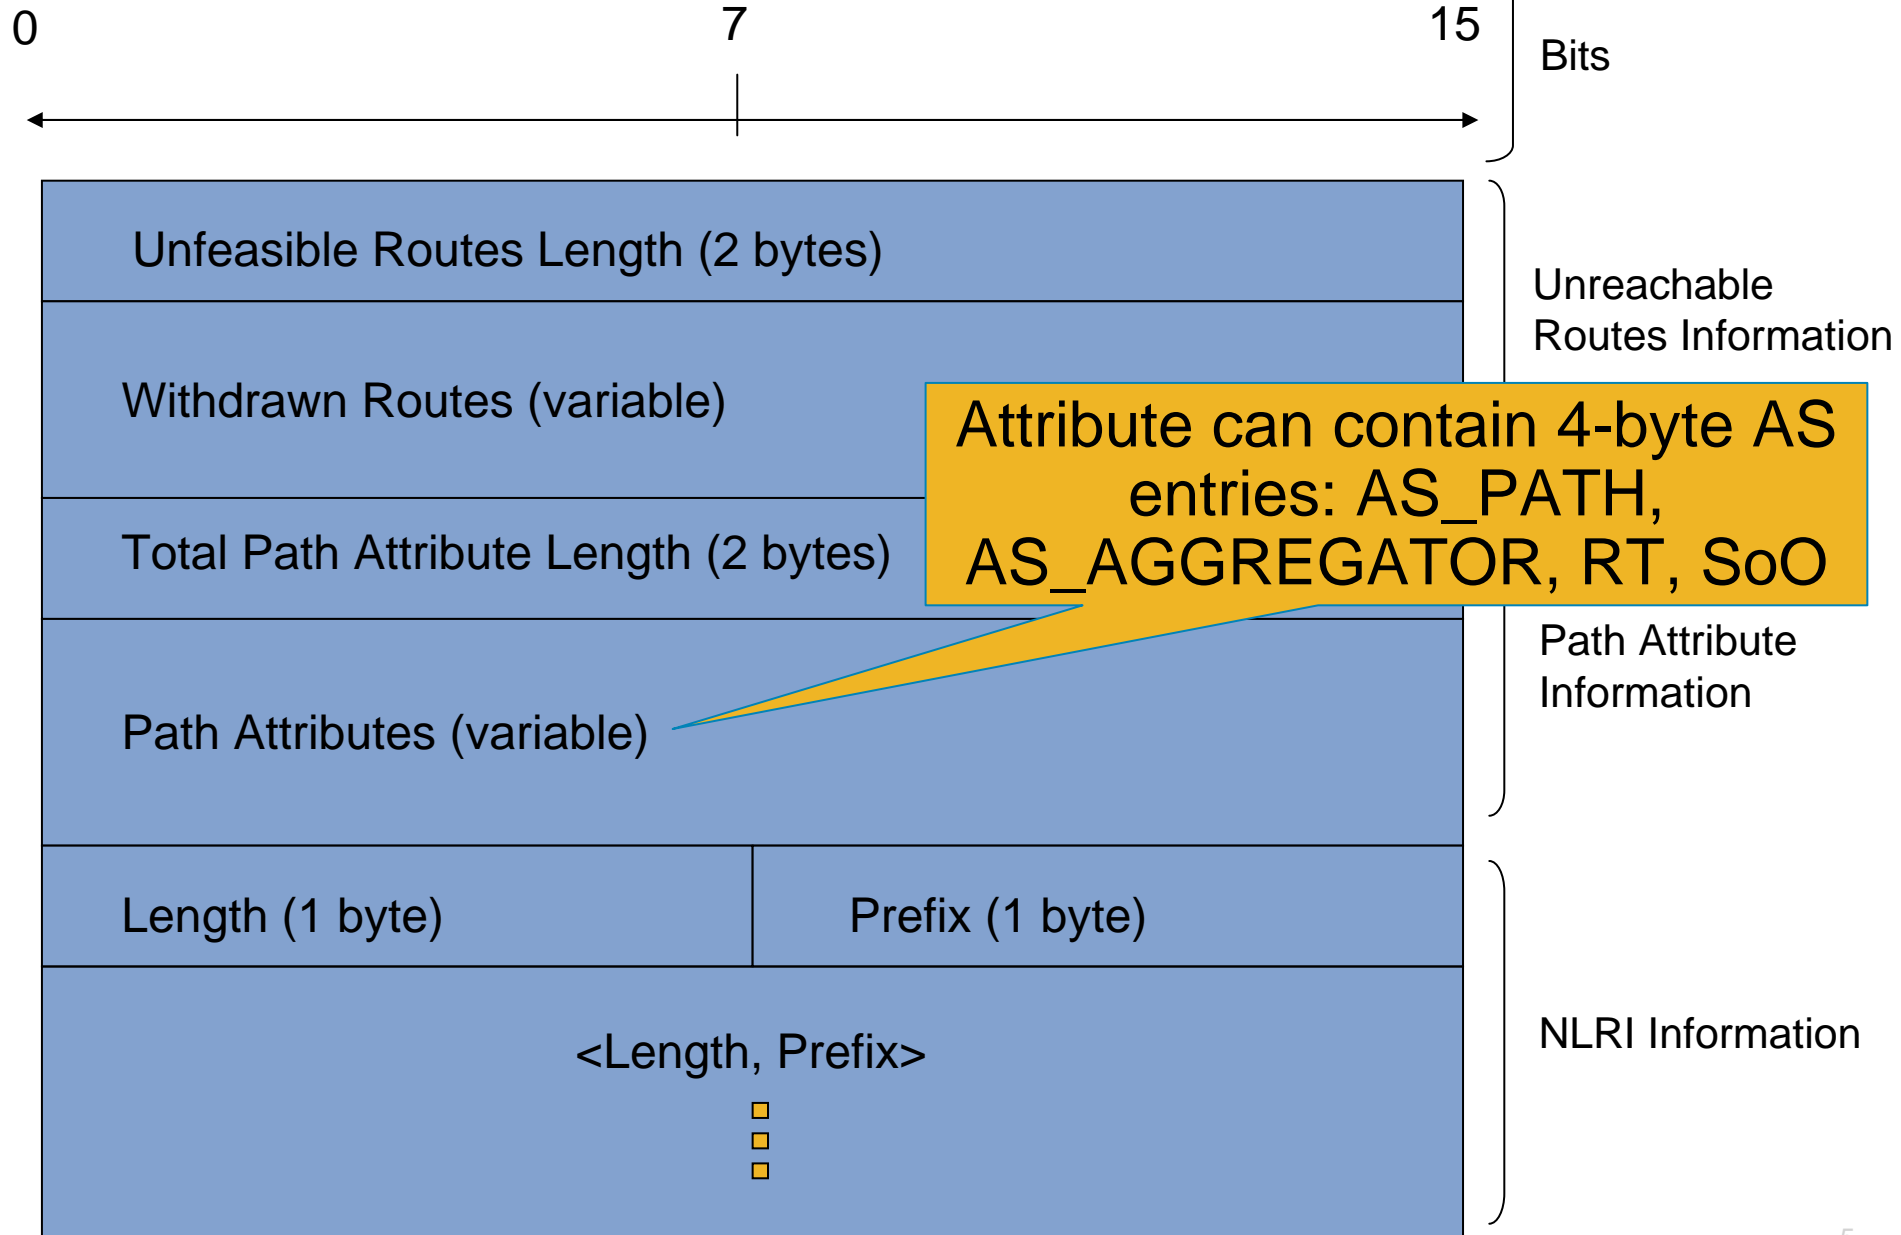 0
7
15
Bits
Unfeasible Routes Length (2 bytes)
Unreachable
Routes Information
Withdrawn Routes (variable)
Attribute can contain 4-byte AS
entries: AS_PATH,
AS_AGGREGATOR, RT, SoO
Total Path Attribute Length (2 bytes)
Path Attribute
Information
Path Attributes (variable)
Length (1 byte)
Prefix (1 byte)
NLRI Information
<Length, Prefix>